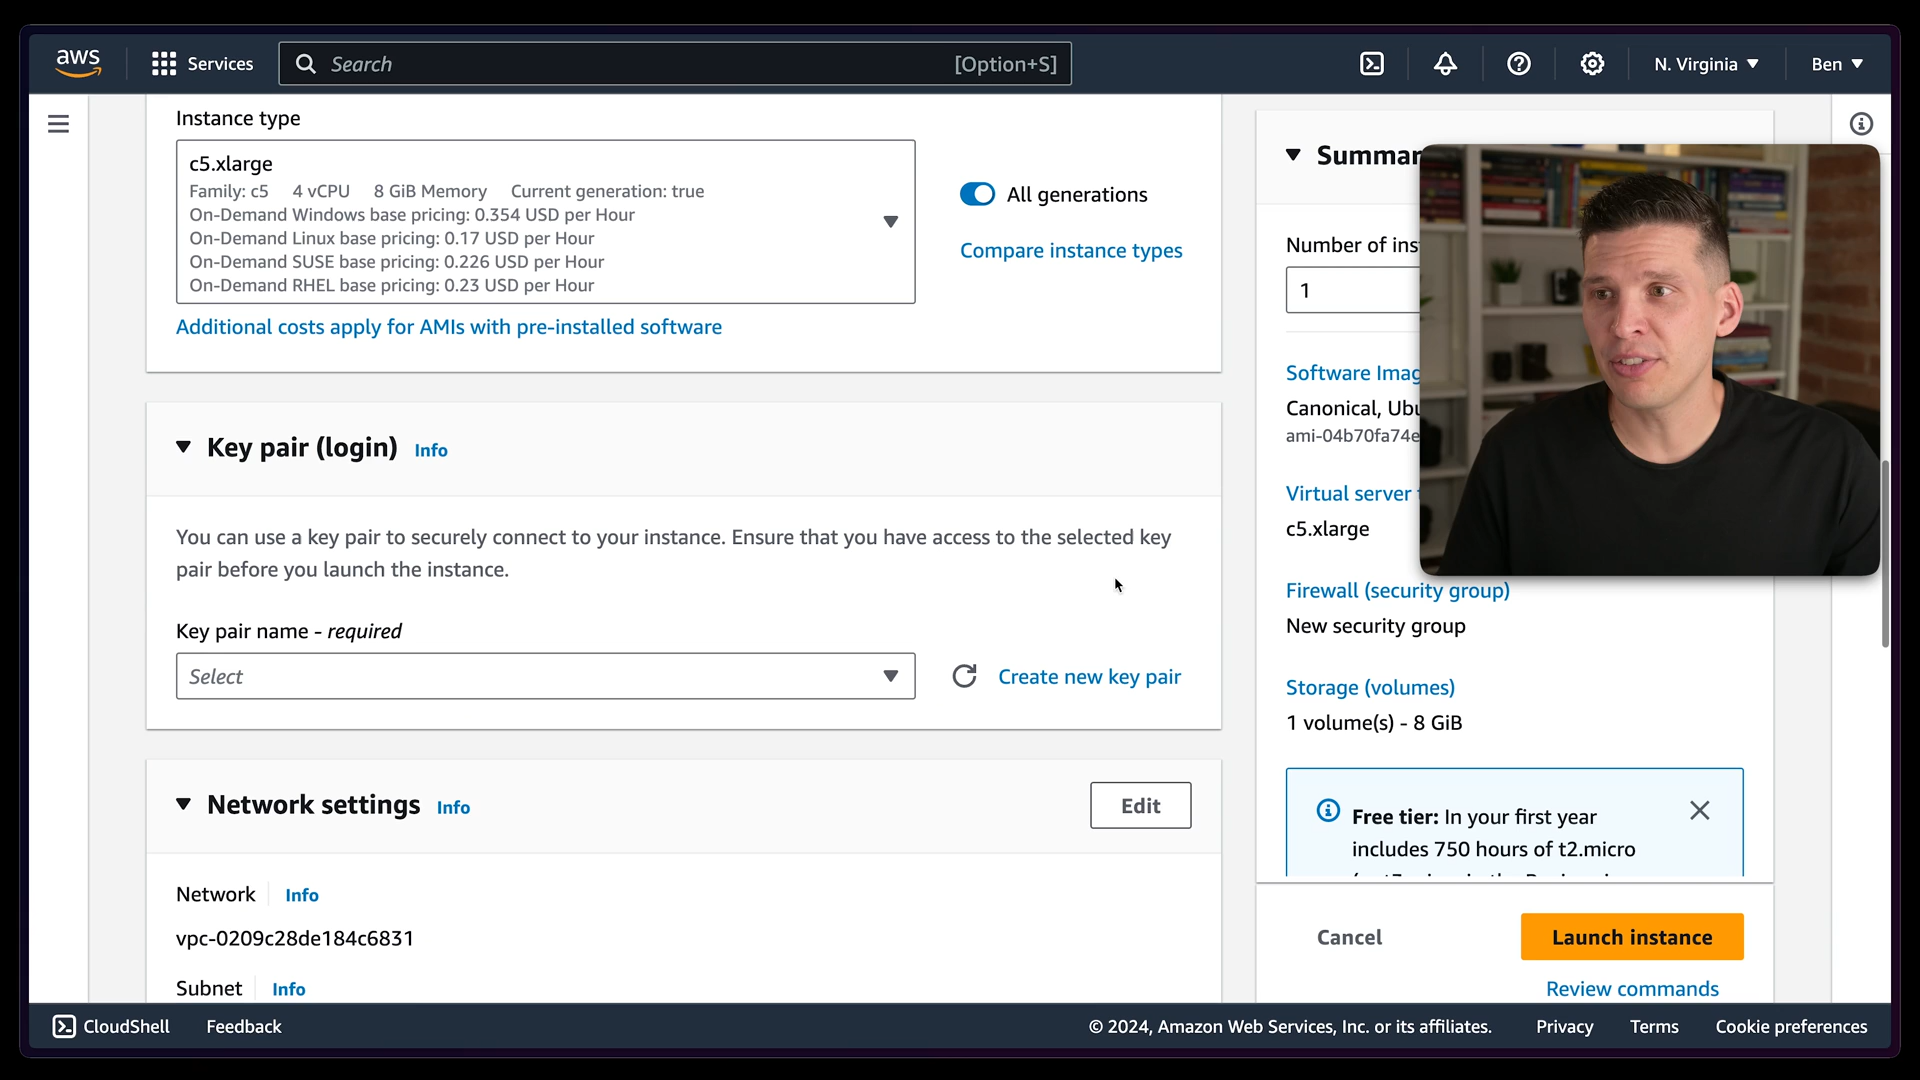 aws
Services
Search [Option+S]
N. Virginia
Ben
Instance type
c5.xlarge
Family: c5 4 vCPU 8 GiB Memory Current generation: true
On-Demand Windows base pricing: 0.354 USD per Hour
On-Demand Linux base pricing: 0.17 USD per Hour
On-Demand SUSE base pricing: 0.226 USD per Hour
On-Demand RHEL base pricing: 0.23 USD per Hour
All generations
Compare instance types
Additional costs apply for AMIs with pre-installed software
Key pair (login) Info
You can use a key pair to securely connect to your instance. Ensure that you have access to the selected key
pair before you launch the instance.
Key pair name - required
Select
Create new key pair
Network settings Info
Edit
Network Info
vpc-0209c28de184c6831
Subnet Info
Summar
Number of ins
1
Software Imag
Canonical, Ubu
ami-04b70fa74e
Virtual server
c5.xlarge
Firewall (security group)
New security group
Storage (volumes)
1 volume(s) - 8 GiB
Free tier: In your first year
includes 750 hours of t2.micro
Cancel
Launch instance
Review commands
CloudShell
Feedback
© 2024, Amazon Web Services, Inc. or its affiliates.
Privacy
Terms
Cookie preferences